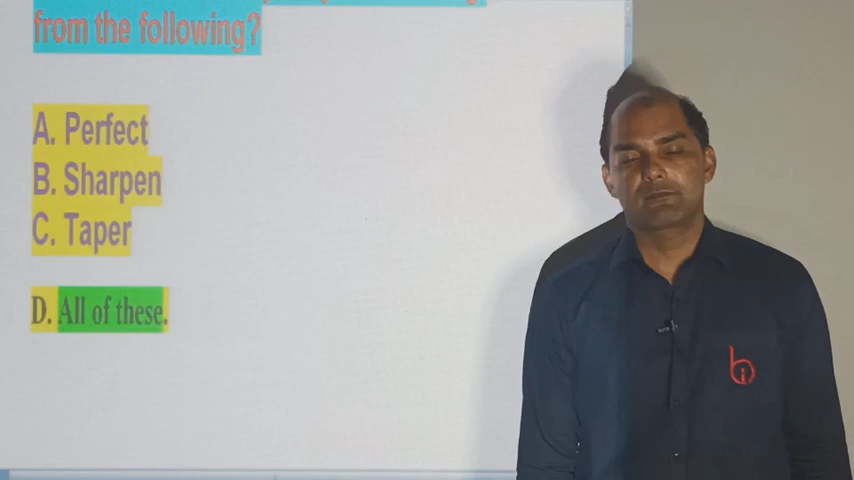 from the following?
A. Perfect
B. Sharpen
C. Taper
D. All of these.